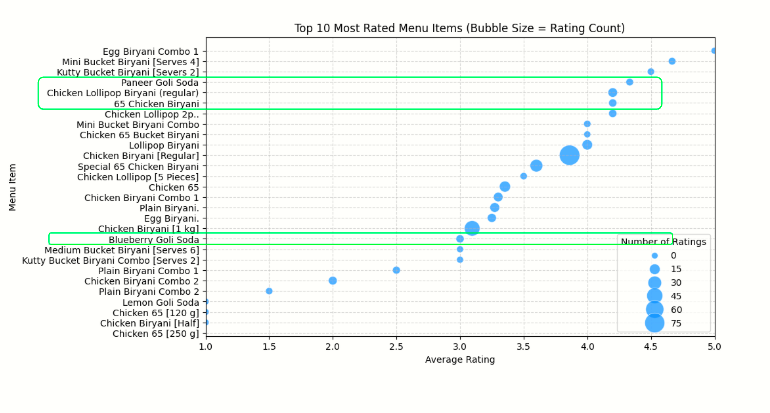 Top 10 Most Rated Menu Items (Bubble Size = Rating Count)
Egg Biryani Combo 1
Mini Bucket Biryani [Serves 4]
Kutty Bucket Biryani [Severs 2]
Paneer Goli Soda
Chicken Lollipop Biryani (regular)
65 Chicken Biryani
Chicken Lollipop 2p..
Mini Bucket Biryani Combo
Chicken 65 Bucket Biryani
Lollipop Biryani
Chicken Biryani [Regular]
Special 65 Chicken Biryani
Chicken Lollipop [5 Pieces]
Chicken 65
Chicken Biryani Combo 1
Plain Biryani.
Egg Biryani.
Chicken Biryani [1 kg]
Blueberry Goli Soda
Medium Bucket Biryani [Serves 6]
Kutty Bucket Biryani Combo [Serves 2]
Plain Biryani Combo 1
Chicken Biryani Combo 2
Plain Biryani Combo 2
Lemon Goli Soda
Chicken 65 [120 g]
Chicken Biryani [Half]
Chicken 65 [250 g]
Menu Item
Number of Ratings
0
15
30
45
60
75
1.0 1.5 2.0 2.5 3.0 3.5 4.0 4.5 5.0
Average Rating